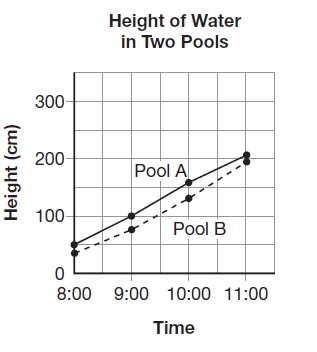 Height of Water
in Two Pools
Height (cm)
300
200
100
0
Pool A
Pool B
8:00 9:00 10:00 11:00
Time